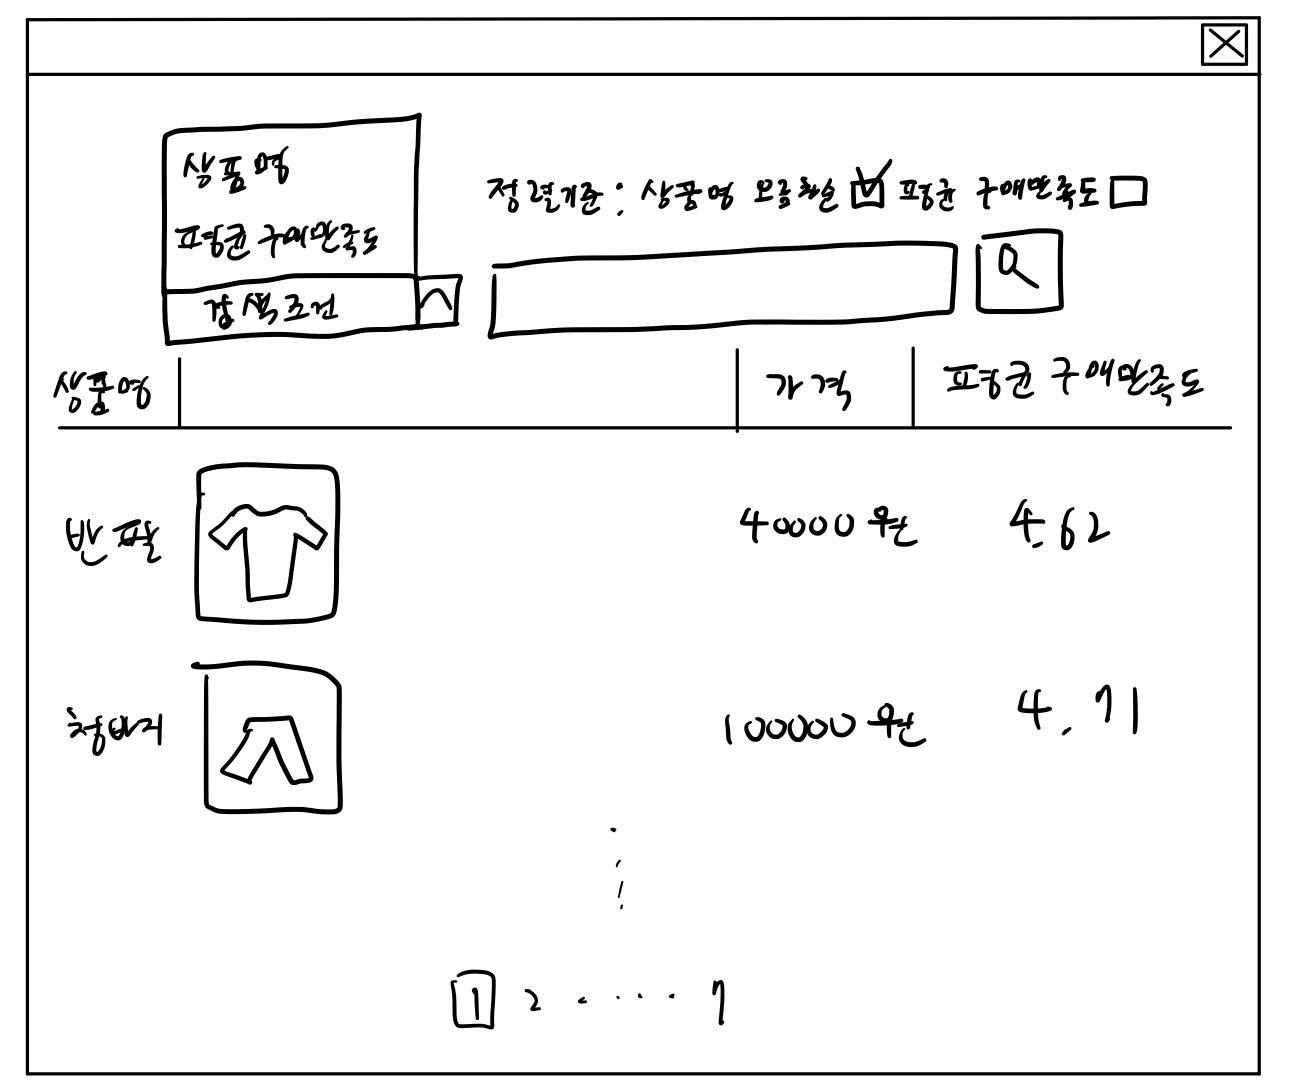 상품명
평균 구매만족도
검색조건
정렬기준 : 상품명 오름차순 평균 구매만족도
상품명 가격 평균 구매만족도
반팔 40000원 4.62
청바지 100000원 4.71
1 2 ..... 7